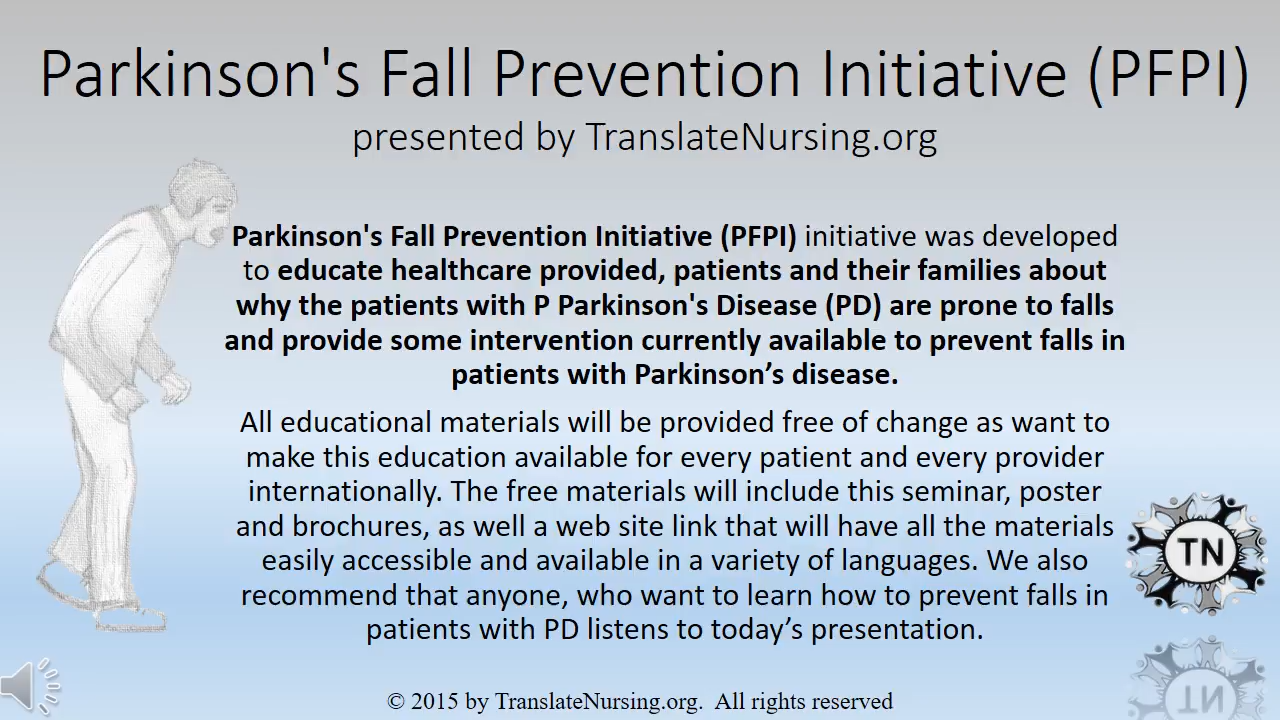 Parkinson's Fall Prevention Initiative (PFPI)
presented by TranslateNursing.org
Parkinson's Fall Prevention Initiative (PFPI) initiative was developed
to educate healthcare provided, patients and their families about
why the patients with P Parkinson's Disease (PD) are prone to falls
and provide some intervention currently available to prevent falls in
patients with Parkinson’s disease.
All educational materials will be provided free of change as want to
make this education available for every patient and every provider
internationally. The free materials will include this seminar, poster
and brochures, as well a web site link that will have all the materials
easily accessible and available in a variety of languages. We also
recommend that anyone, who want to learn how to prevent falls in
patients with PD listens to today’s presentation.
TN
© 2015 by TranslateNursing.org.  All rights reserved